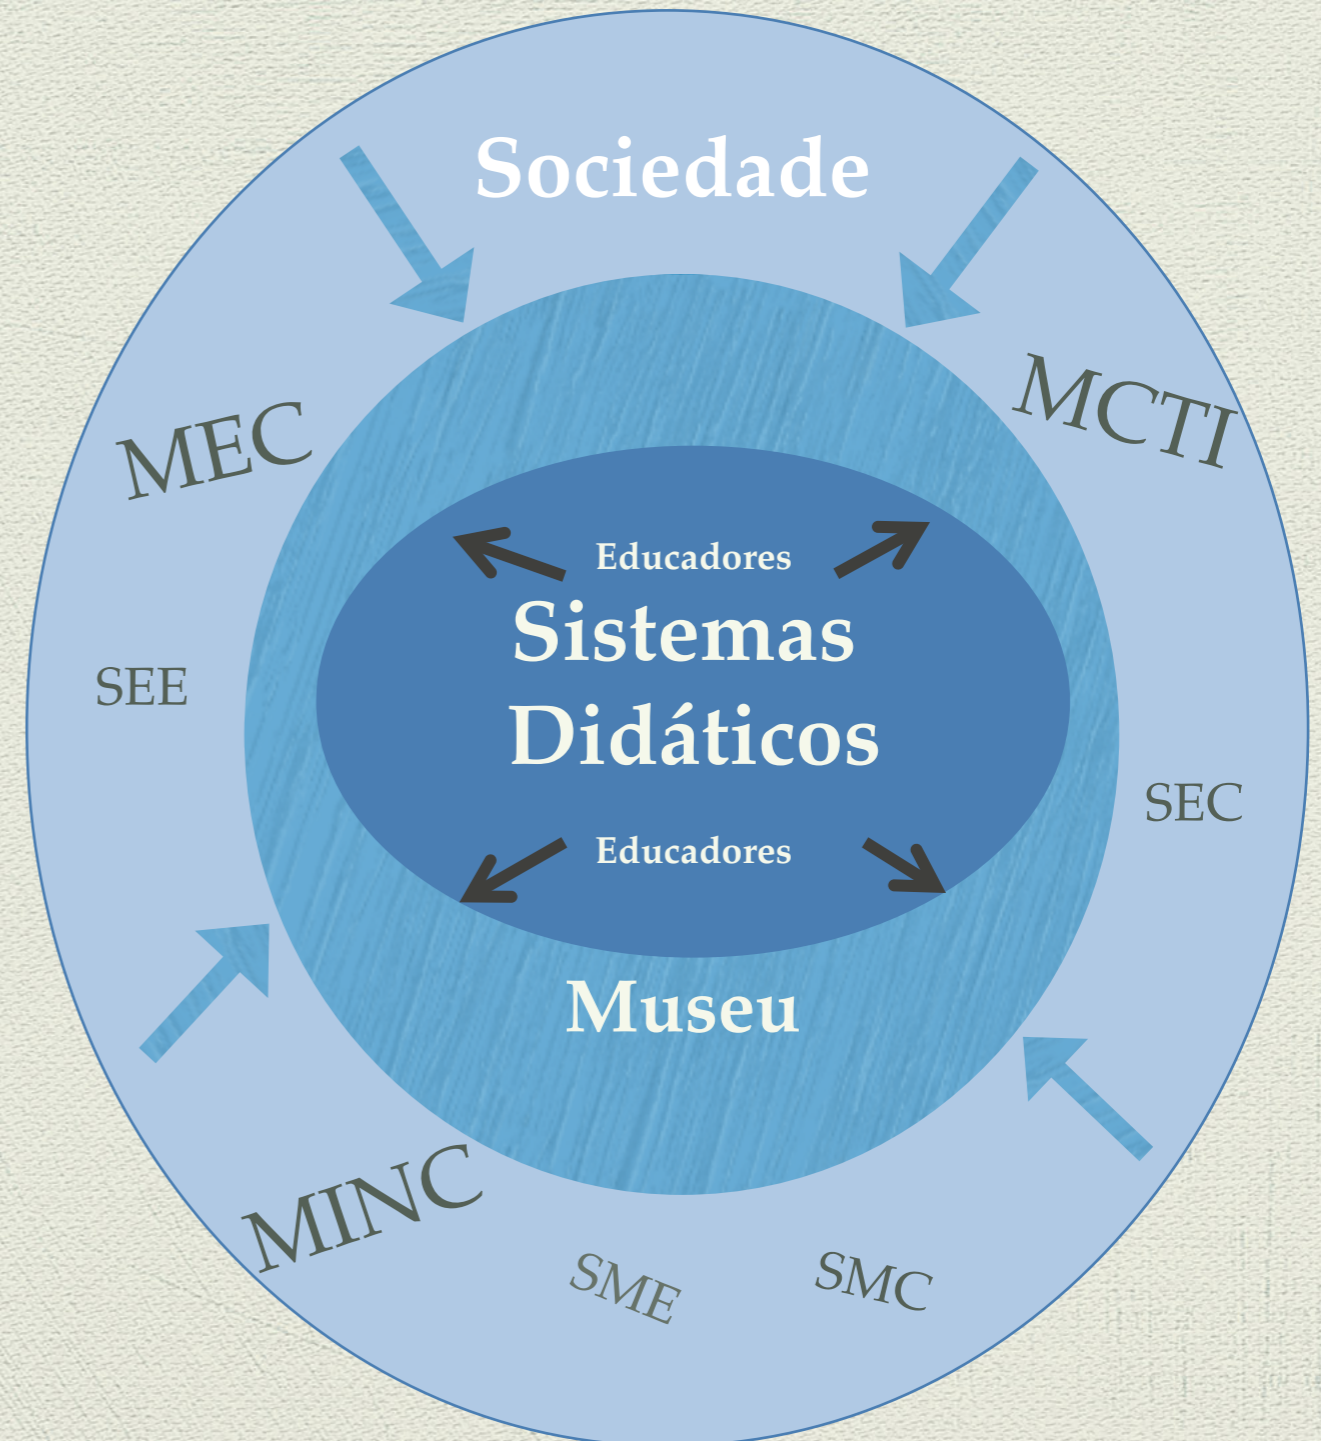 Sociedade
MCTI
MEC
Educadores
Sistemas
Didáticos
SEE
SEC
Educadores
Museu
MINC
SME
SMC